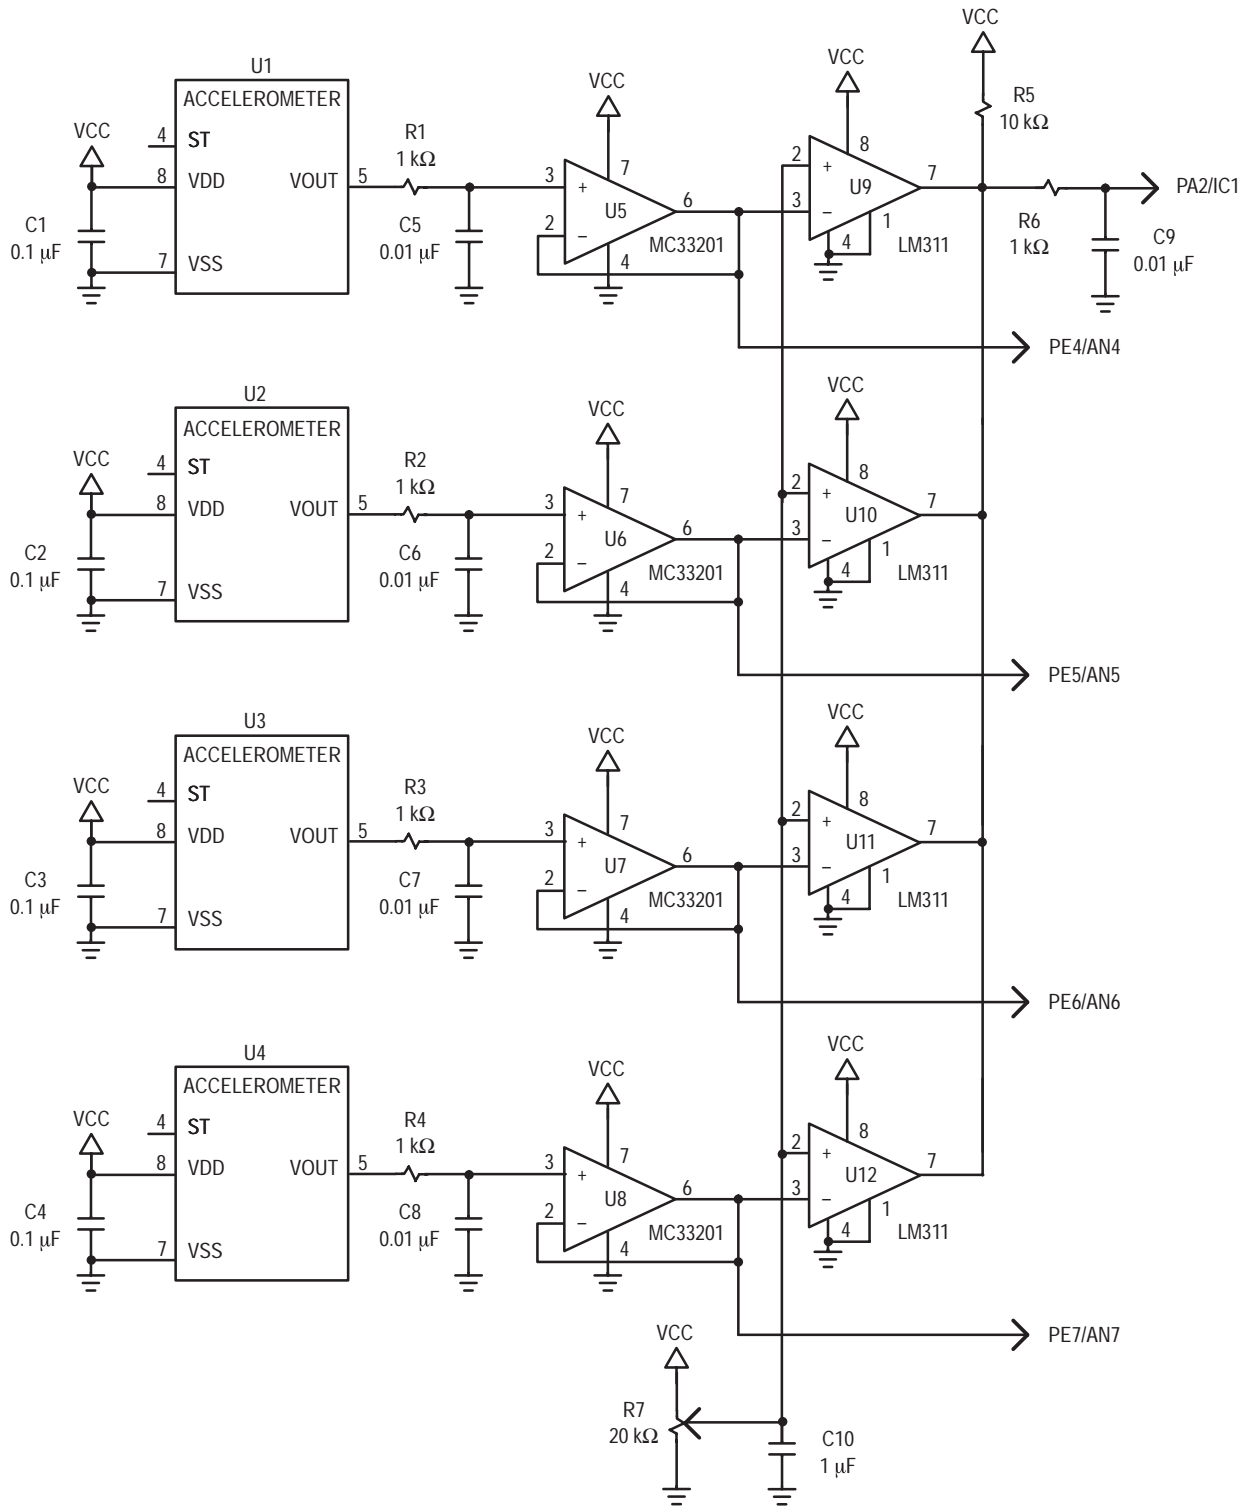 VCC
VCC
R5
10 kΩ
U1
ACCELEROMETER
4
ST
VCC
8
VDD
VOUT
5
7
VSS
C1
0.1 µF
R1
1 kΩ
C5
0.01 µF
VCC
3
+
7
U5
6
2
–
4
MC33201
2
+
8
U9
7
3
–
4
1
LM311
PA2/IC1
R6
1 kΩ
C9
0.01 µF
PE4/AN4
U2
ACCELEROMETER
4
ST
VCC
8
VDD
VOUT
5
7
VSS
C2
0.1 µF
R2
1 kΩ
C6
0.01 µF
VCC
3
+
7
U6
6
2
–
4
MC33201
VCC
2
+
8
U10
7
3
–
4
1
LM311
PE5/AN5
U3
ACCELEROMETER
4
ST
VCC
8
VDD
VOUT
5
7
VSS
C3
0.1 µF
R3
1 kΩ
C7
0.01 µF
VCC
3
+
7
U7
6
2
–
4
MC33201
VCC
2
+
8
U11
7
3
–
4
1
LM311
PE6/AN6
U4
ACCELEROMETER
4
ST
VCC
8
VDD
VOUT
5
7
VSS
C4
0.1 µF
R4
1 kΩ
C8
0.01 µF
VCC
3
+
7
U8
6
2
–
4
MC33201
VCC
2
+
8
U12
7
3
–
4
1
LM311
PE7/AN7
VCC
R7
20 kΩ
C10
1 µF